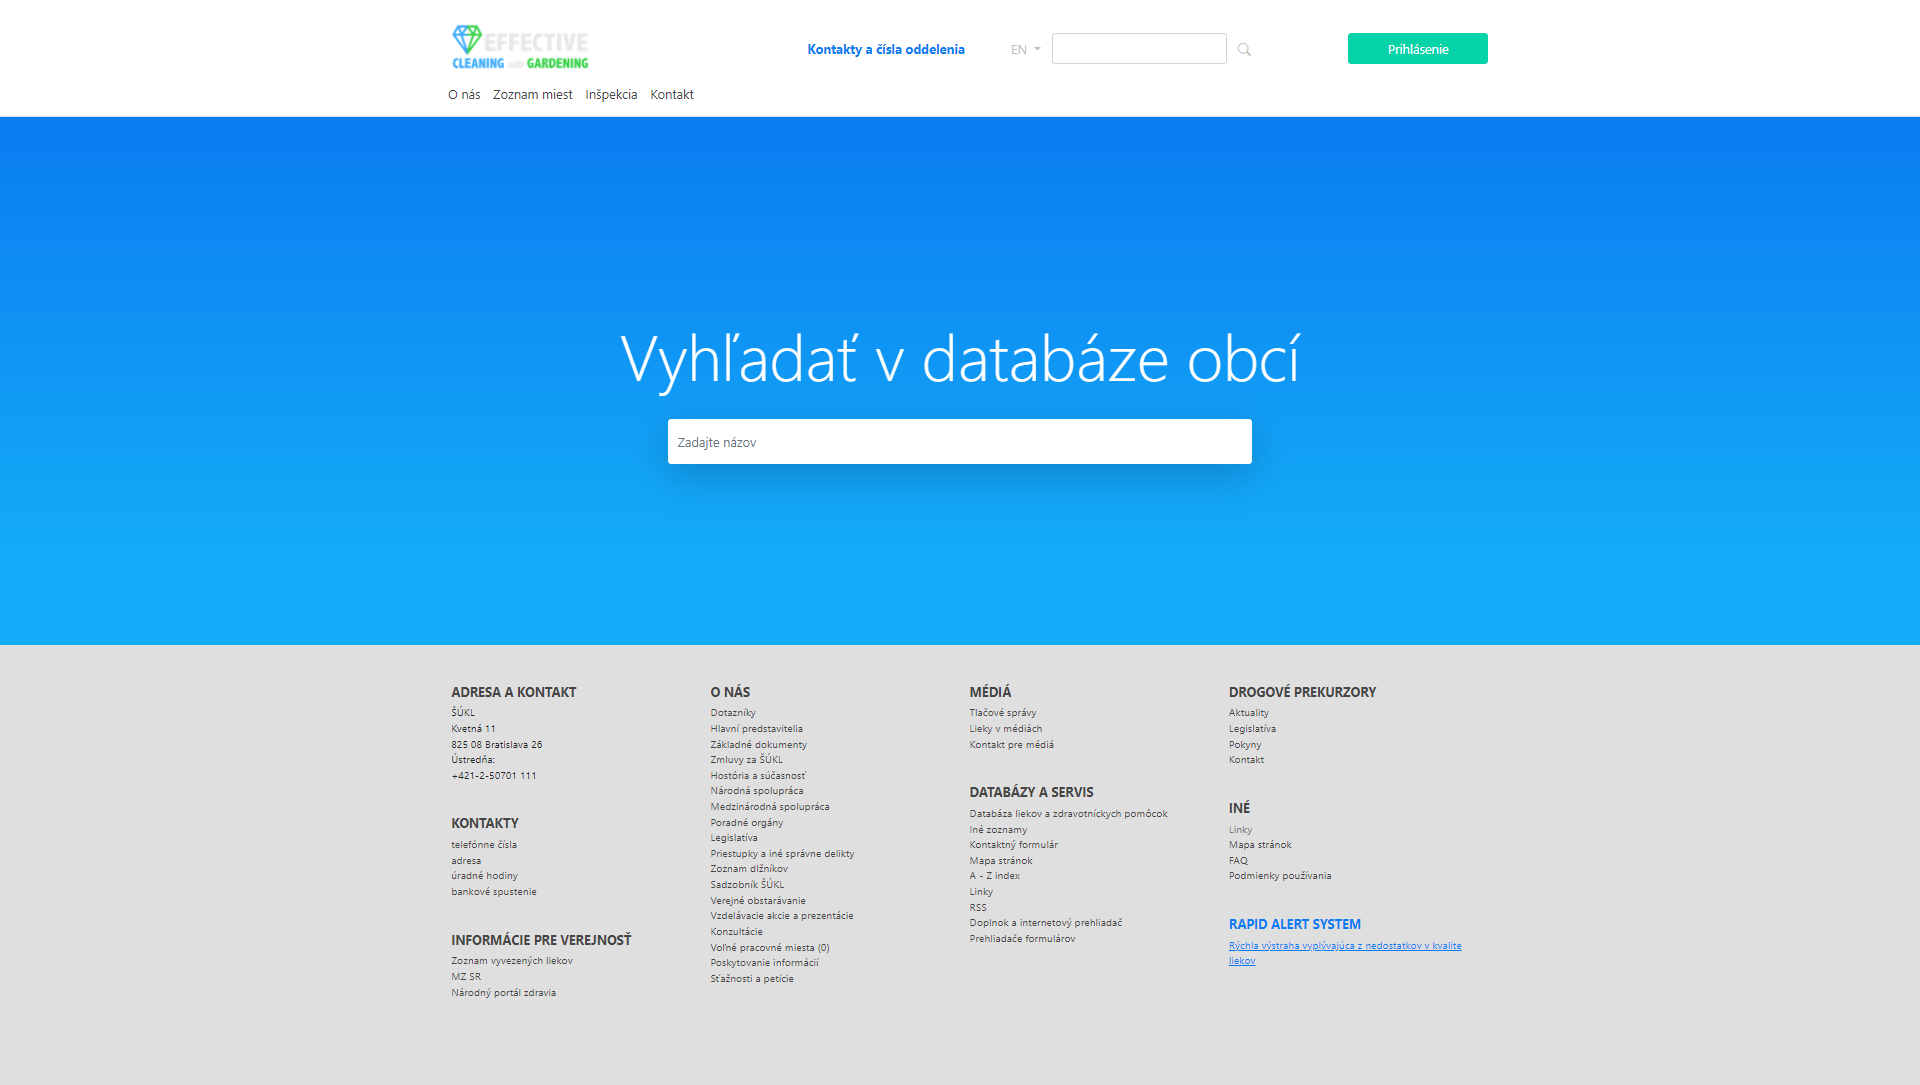 EFFECTIVE
CLEANING AND GARDENING
Kontakty a čísla oddelenia
EN
Prihlásenie
O nás
Zoznam miest
Inšpekcia
Kontakt
Vyhľadať v databáze obcí
Zadajte názov
ADRESA A KONTAKT
ŠÚKL
Kvetná 11
825 08 Bratislava 26
Ústredňa:
+421-2-50701 111
KONTAKTY
telefónne čísla
adresa
úradné hodiny
bankové spustenie
INFORMÁCIE PRE VEREJNOSŤ
Zoznam vyvezených liekov
MZ SR
Národný portál zdravia
O NÁS
Dotazníky
Hlavní predstavitelia
Základné dokumenty
Zmluvy za ŠÚKL
Hostória a súčasnosť
Národná spolupráca
Medzinárodná spolupráca
Poradné orgány
Legislatíva
Priestupky a iné správne delikty
Zoznam dlžníkov
Sadzobník ŠÚKL
Verejné obstarávanie
Vzdelávacie akcie a prezentácie
Konzultácie
Voľné pracovné miesta (0)
Poskytovanie informácií
Sťažnosti a petície
MÉDIÁ
Tlačové správy
Lieky v médiách
Kontakt pre médiá
DATABÁZY A SERVIS
Databáza liekov a zdravotníckych pomôcok
Iné zoznamy
Kontaktný formulár
Mapa stránok
A - Z index
Linky
RSS
Doplnok a internetový prehliadač
Prehliadače formulárov
DROGOVÉ PREKURZORY
Aktuality
Legislatíva
Pokyny
Kontakt
INÉ
Linky
Mapa stránok
FAQ
Podmienky používania
RAPID ALERT SYSTEM
Rýchla výstraha vyplývajúca z nedostatkov v kvalite
liekov